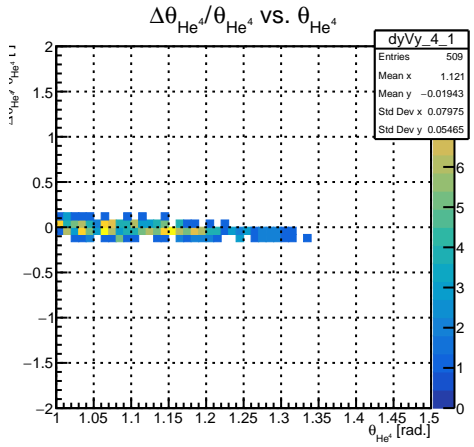 Δθ_He⁴/θ_He⁴ vs. θ_He⁴
dyVy_4_1
Entries 509
Mean x 1.121
Mean y −0.01943
Std Dev x 0.07975
Std Dev y 0.05465
2
1.5
1
0.5
0
−0.5
−1
−1.5
−2
6
5
4
3
2
1
0
1 1.05 1.1 1.15 1.2 1.25 1.3 1.35 1.4 1.45 1.5
θ_He⁴ [rad.]